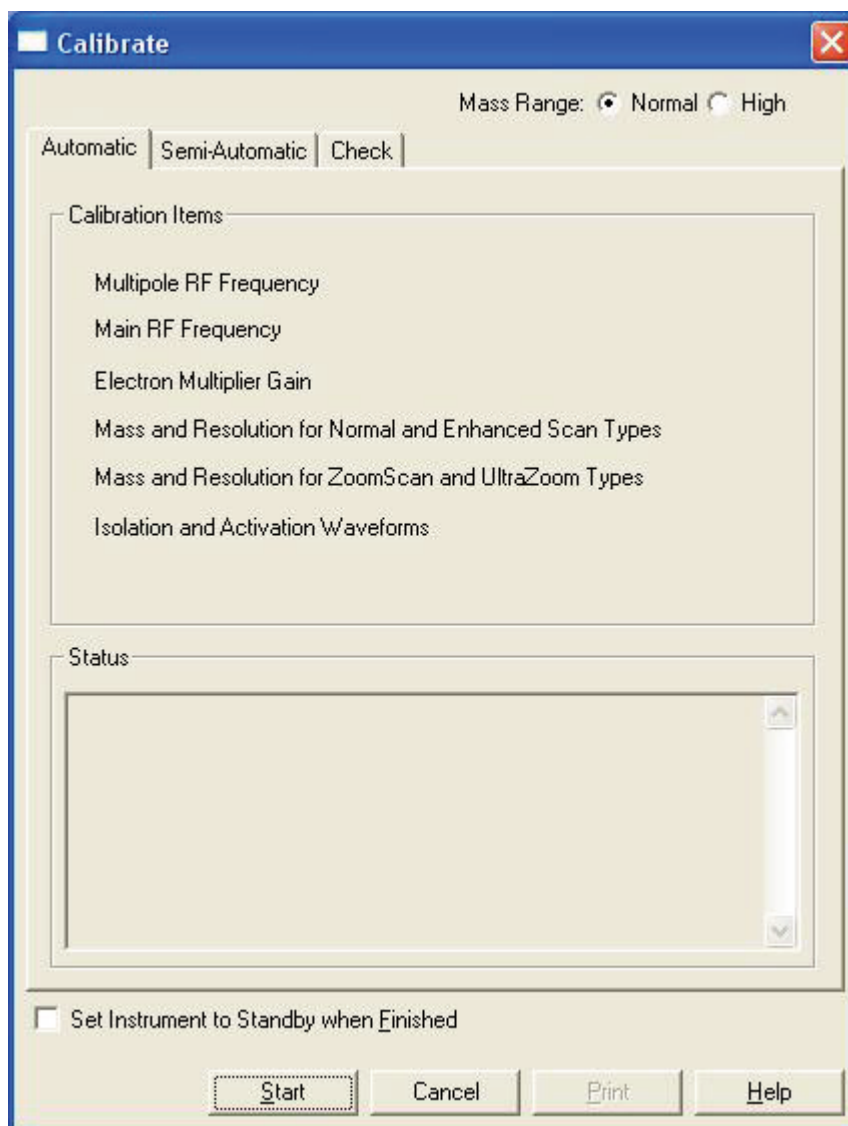 Calibrate
Mass Range: Normal High
Automatic Semi-Automatic Check
Calibration Items
Multipole RF Frequency
Main RF Frequency
Electron Multiplier Gain
Mass and Resolution for Normal and Enhanced Scan Types
Mass and Resolution for ZoomScan and UltraZoom Types
Isolation and Activation Waveforms
Status
Set Instrument to Standby when Finished
Start Cancel Print Help